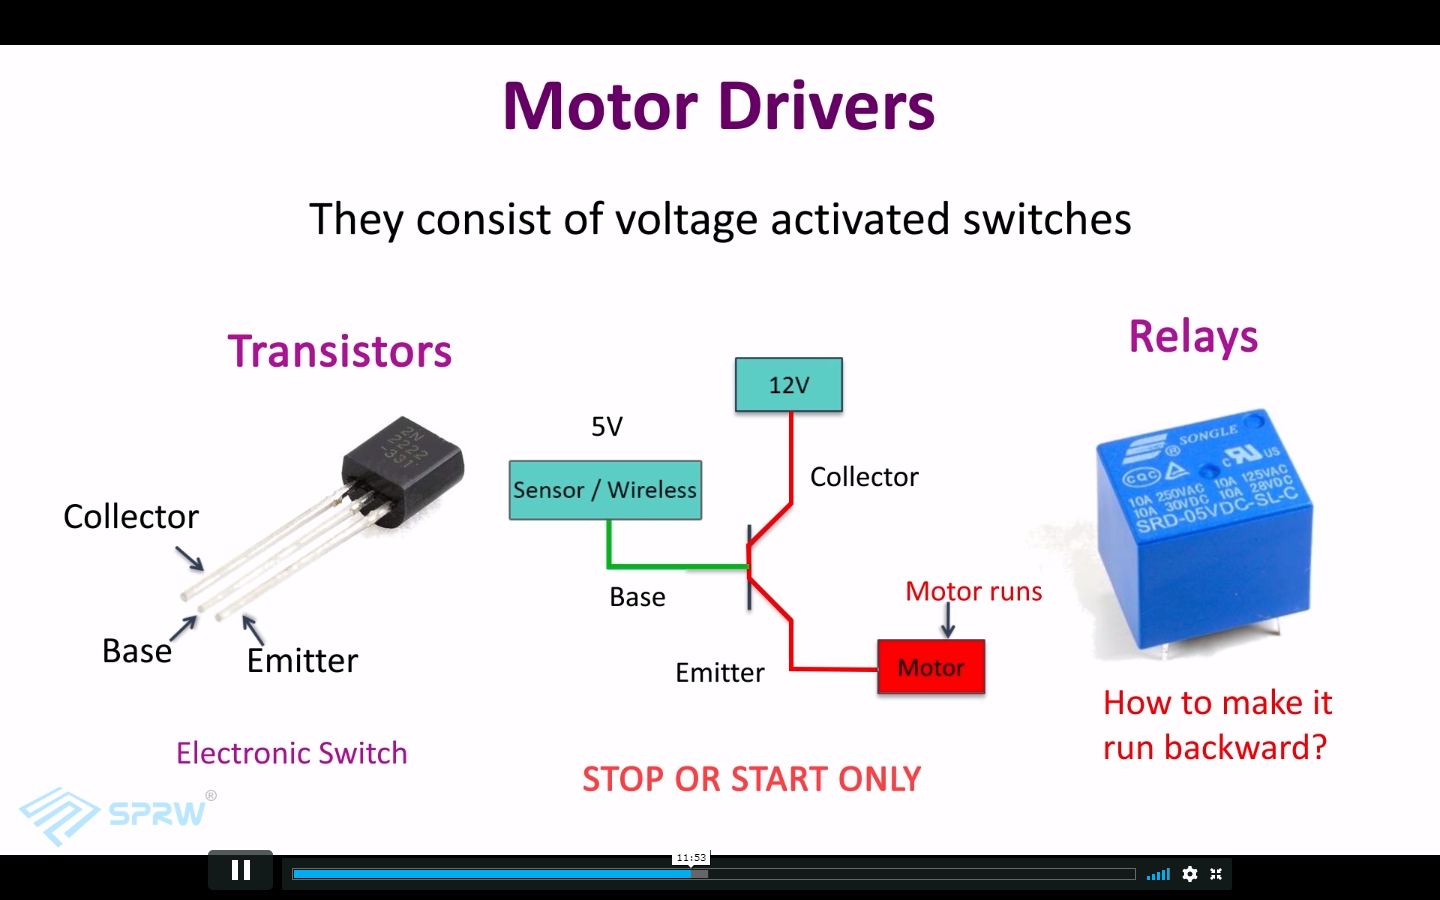 Motor Drivers
They consist of voltage activated switches
Transistors
2N
222
-331
Collector
Base
Emitter
Electronic Switch
12V
5V
Sensor / Wireless
Collector
Base
Motor runs
Emitter
Motor
STOP OR START ONLY
Relays
SONGLE
®
c US
CQC
10A 250VAC 10A 125VAC
10A 30VDC 10A 28VDC
SRD-05VDC-SL-C
How to make it
run backward?
SPRW®
11:53